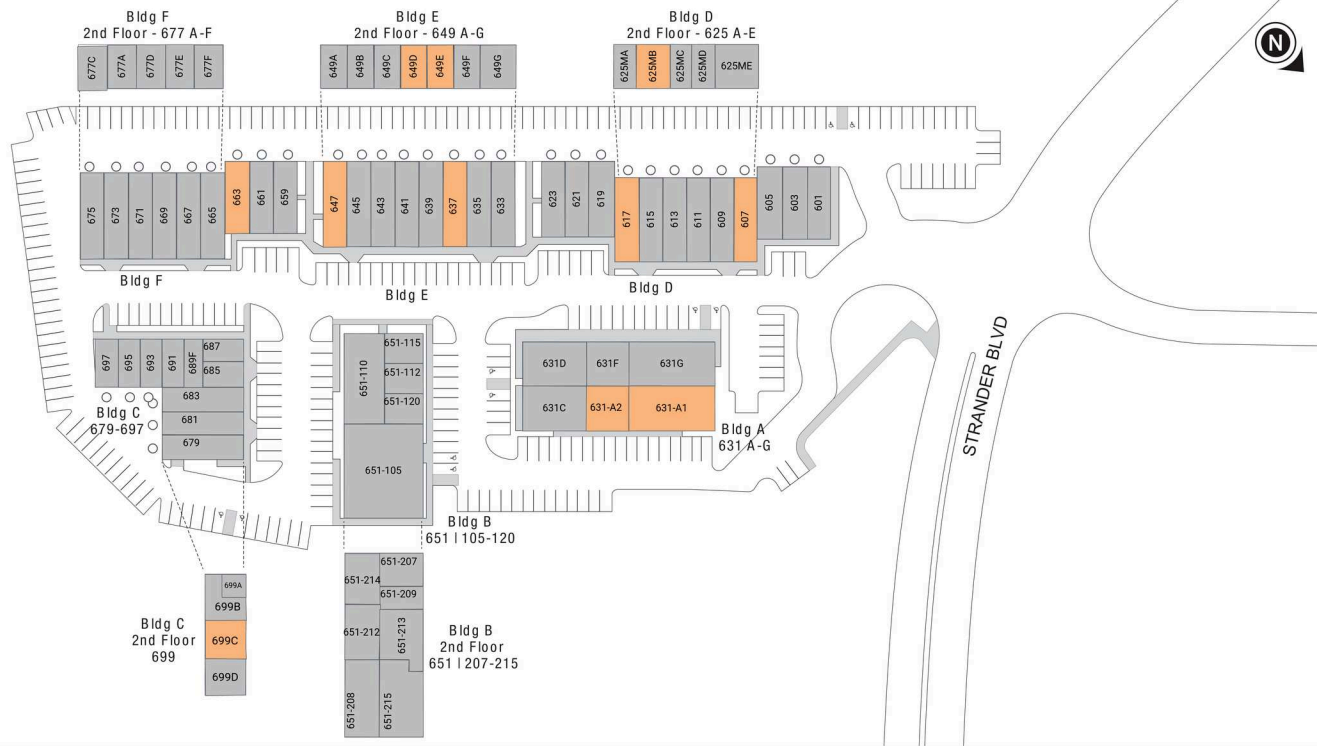 Bldg F
2nd Floor - 677 A-F
Bldg E
2nd Floor - 649 A-G
Bldg D
2nd Floor - 625 A-E
N
677C
677A
677D
677E
677F
649A
649B
649C
649D
649E
649F
649G
625MA
625MB
625MC
625MD
625ME
675
673
671
669
667
665
663
661
659
647
645
643
641
639
637
635
633
623
621
619
617
615
613
611
609
607
605
603
601
Bldg F
Bldg E
Bldg D
697
695
693
691
689F
687
685
683
681
679
Bldg C
679-697
651-110
651-115
651-112
651-120
651-105
Bldg B
651 | 105-120
631D
631F
631G
631C
631-A2
631-A1
Bldg A
631 A-G
STRANDER BLVD
699A
699B
699C
699D
Bldg C
2nd Floor
699
651-207
651-214
651-209
651-212
651-213
651-208
651-215
Bldg B
2nd Floor
651 | 207-215